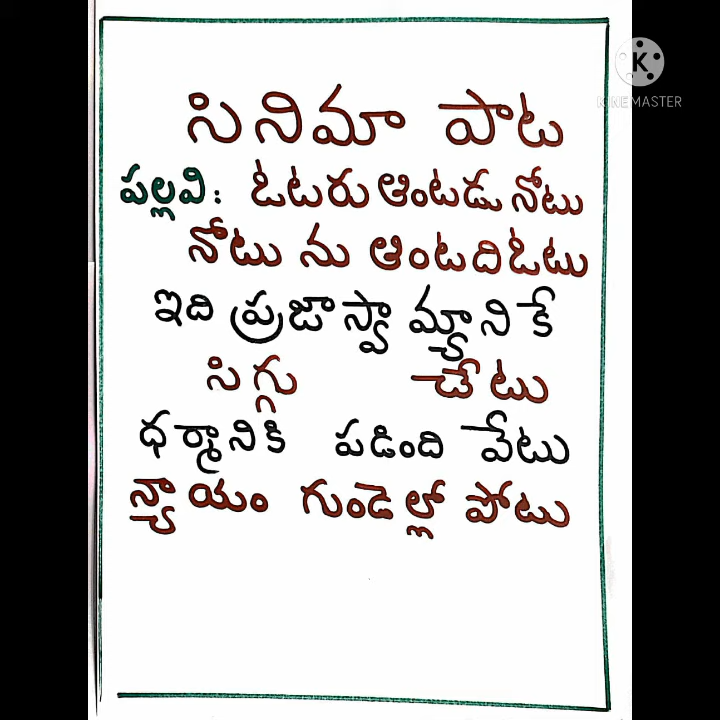 సినిమా పాట
KINEMASTER
పల్లవి: ఓటరు ఆంటడు నోటు
నోటు ను ఆంటది ఓటు
ఇది ప్రజాస్వామ్యానికే
సిగ్గు చేటు
ధర్మానికి పడింది వేటు
న్యాయం గుండెల్లో పోటు